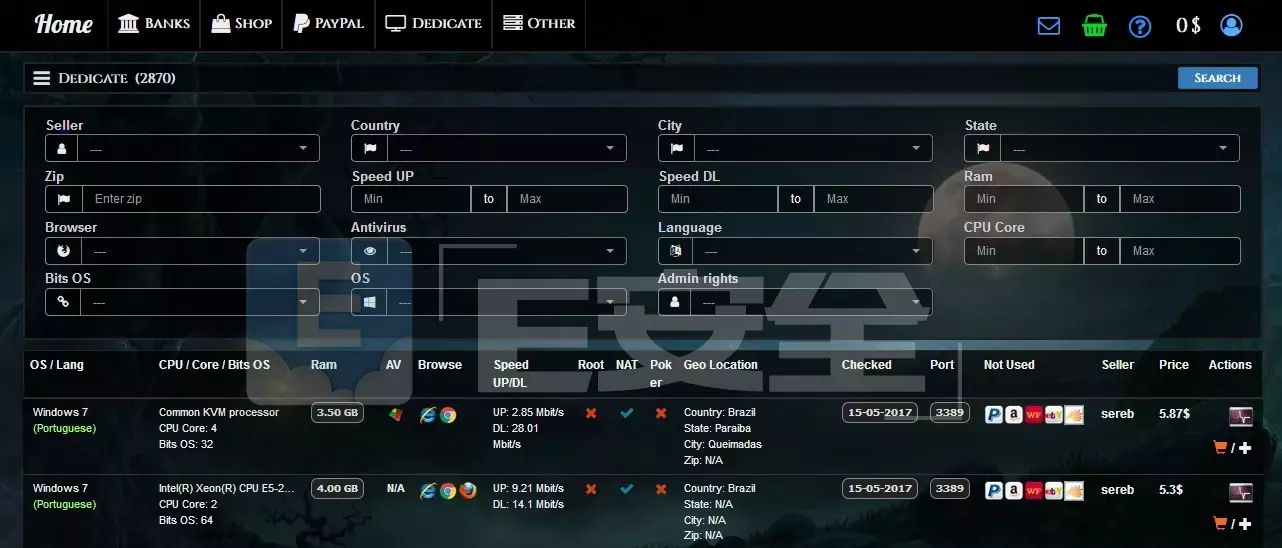 Home BANKS SHOP PAYPAL DEDICATE OTHER 0 $
DEDICATE (2870) SEARCH
Seller Country City State
--- --- --- ---
Zip Speed UP Speed DL Ram
Enter zip Min to Max Min to Max Min to Max
Browser Antivirus Language CPU Core
--- --- --- Min to Max
Bits OS OS Admin rights
--- --- ---
E E安全
OS / Lang CPU / Core / Bits OS Ram AV Browse Speed UP/DL Root NAT Poker Geo Location Checked Port Not Used Seller Price Actions
Windows 7 Common KVM processor 3.50 GB UP: 2.85 Mbit/s Country: Brazil 15-05-2017 3389 P a WF ebY sereb 5.87$
(Portuguese) CPU Core: 4 DL: 28.01 State: Paraiba
Bits OS: 32 Mbit/s City: Queimadas /
Zip: N/A
Windows 7 Intel(R) Xeon(R) CPU E5-2... 4.00 GB N/A UP: 9.21 Mbit/s Country: Brazil 15-05-2017 3389 P a WF ebY sereb 5.3$
(Portuguese) CPU Core: 2 DL: 14.1 Mbit/s State: N/A
Bits OS: 64 City: N/A /
Zip: N/A